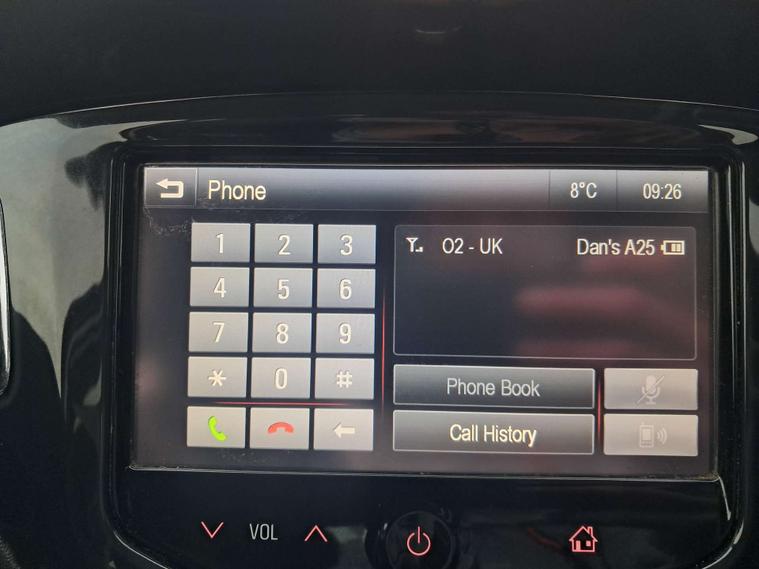 Phone 8°C 09:26
1 2 3
O2 - UK Dan's A25
4 5 6
7 8 9
* 0 #
Phone Book
Call History
VOL